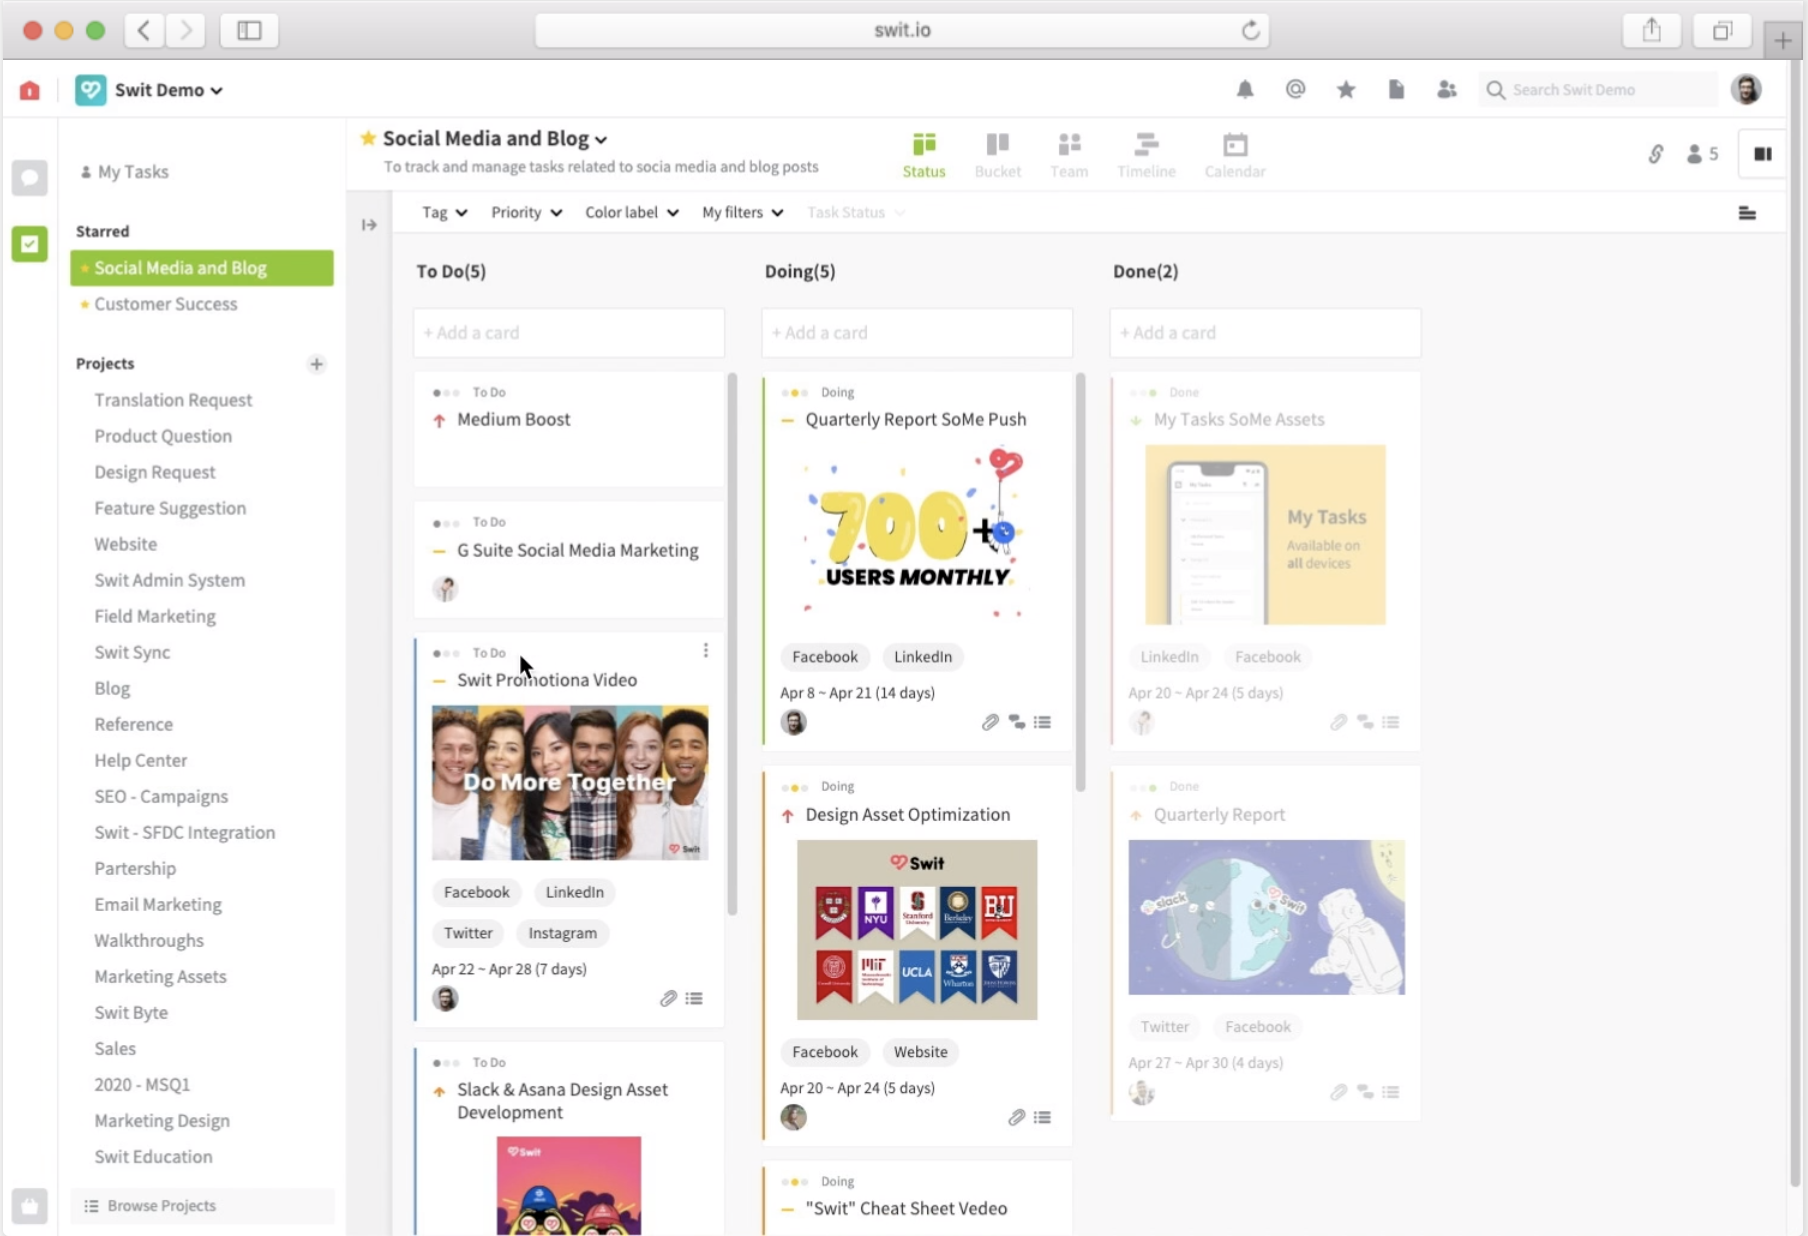 swit.io
Swit Demo
Search Swit Demo
My Tasks
Starred
Social Media and Blog
Customer Success
Projects
+
Translation Request
Product Question
Design Request
Feature Suggestion
Website
Swit Admin System
Field Marketing
Swit Sync
Blog
Reference
Help Center
SEO - Campaigns
Swit - SFDC Integration
Partership
Email Marketing
Walkthroughs
Marketing Assets
Swit Byte
Sales
2020 - MSQ1
Marketing Design
Swit Education
Browse Projects
Social Media and Blog
To track and manage tasks related to socia media and blog posts
Status
Bucket
Team
Timeline
Calendar
5
Tag
Priority
Color label
My filters
Task Status
To Do(5)
+ Add a card
To Do
Medium Boost
To Do
G Suite Social Media Marketing
To Do
Swit Promotiona Video
Do More Together
Swit
Facebook
LinkedIn
Twitter
Instagram
Apr 22 ~ Apr 28 (7 days)
To Do
Slack & Asana Design Asset
Development
Swit
Doing(5)
+ Add a card
Doing
Quarterly Report SoMe Push
700+
USERS MONTHLY
Facebook
LinkedIn
Apr 8 ~ Apr 21 (14 days)
Doing
Design Asset Optimization
Swit
NYU
Stanford
University
Berkeley
BU
MIT
UCLA
Wharton
Facebook
Website
Apr 20 ~ Apr 24 (5 days)
Doing
"Swit" Cheat Sheet Vedeo
Done(2)
+ Add a card
Done
My Tasks SoMe Assets
My Tasks
My Tasks
Available on
all devices
LinkedIn
Facebook
Apr 20 ~ Apr 24 (5 days)
Done
Quarterly Report
slack
Swit
Twitter
Facebook
Apr 27 ~ Apr 30 (4 days)